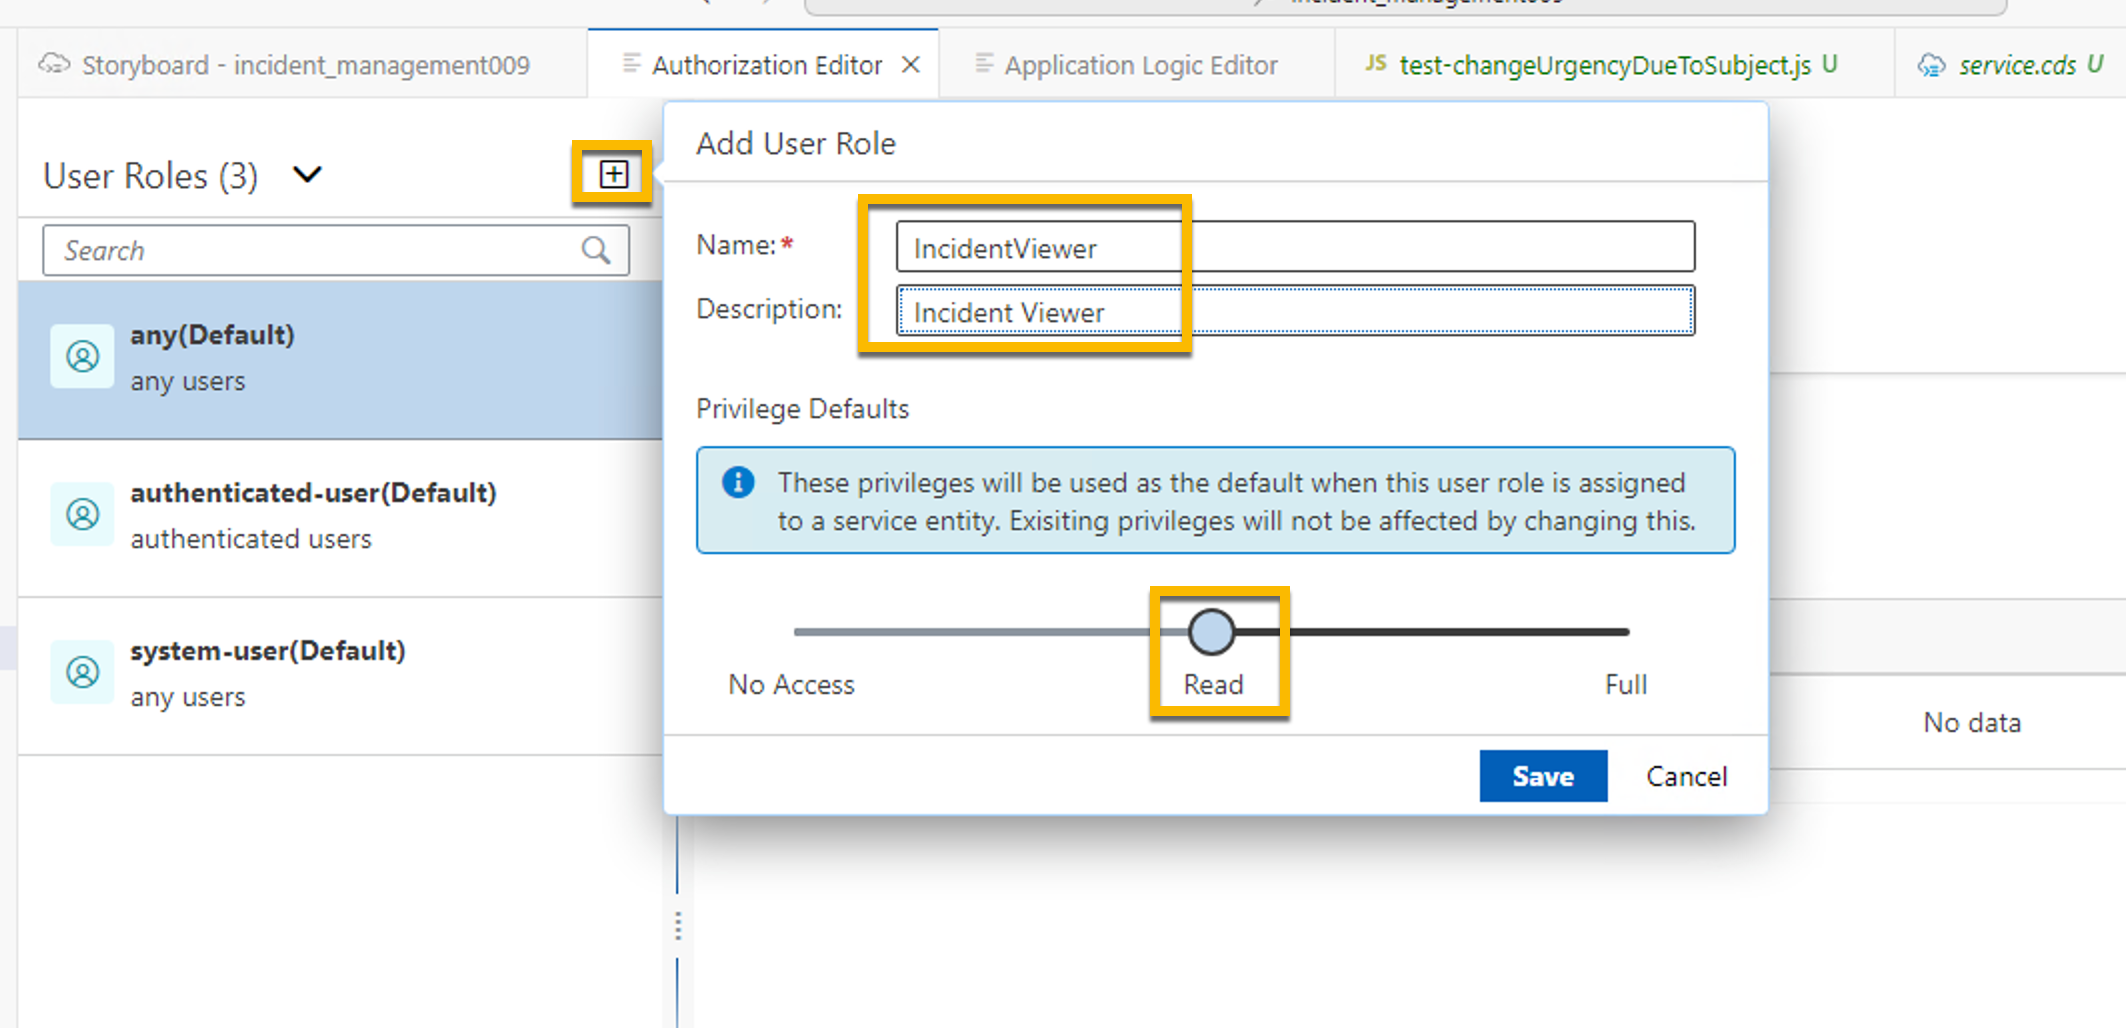 Storyboard - incident_management009
Authorization Editor
Application Logic Editor
JS test-changeUrgencyDueToSubject.js U
service.cds U
User Roles (3)
Search
any(Default)
any users
authenticated-user(Default)
authenticated users
system-user(Default)
any users
Add User Role
Name:*
IncidentViewer
Description:
Incident Viewer
Privilege Defaults
These privileges will be used as the default when this user role is assigned
to a service entity. Exisiting privileges will not be affected by changing this.
No Access
Read
Full
Save
Cancel
No data